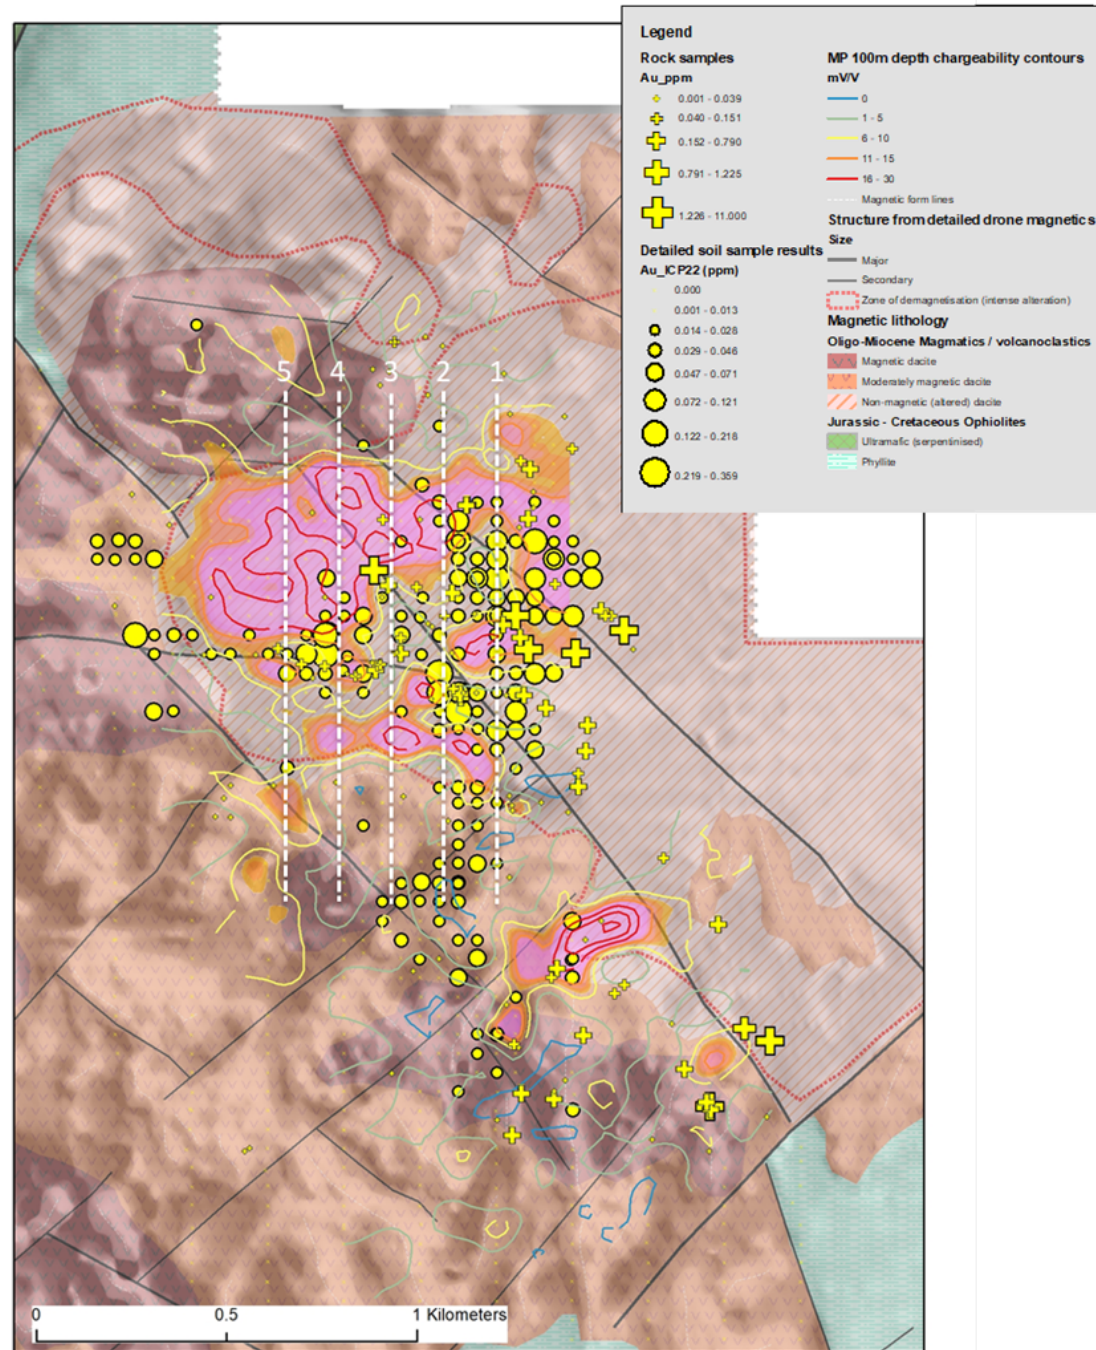 Legend
Rock samples
Au_ppm
0.001 - 0.039
0.040 - 0.151
0.152 - 0.790
0.791 - 1.225
1.226 - 11.000
Detailed soil sample results
Au_ICP22 (ppm)
0.000
0.001 - 0.013
0.014 - 0.028
0.029 - 0.046
0.047 - 0.071
0.072 - 0.121
0.122 - 0.218
0.219 - 0.359
MP 100m depth chargeability contours
mV/V
0
1 - 5
6 - 10
11 - 15
16 - 30
Magnetic form lines
Structure from detailed drone magnetics
Size
Major
Secondary
Zone of demagnetisation (intense alteration)
Magnetic lithology
Oligo-Miocene Magmatics / volcanoclastics
Magnetic dacite
Moderately magnetic dacite
Non-magnetic (altered) dacite
Jurassic - Cretaceous Ophiolites
Ultramafic (serpentinised)
Phyllite
5 4 3 2 1
0 0.5 1 Kilometers